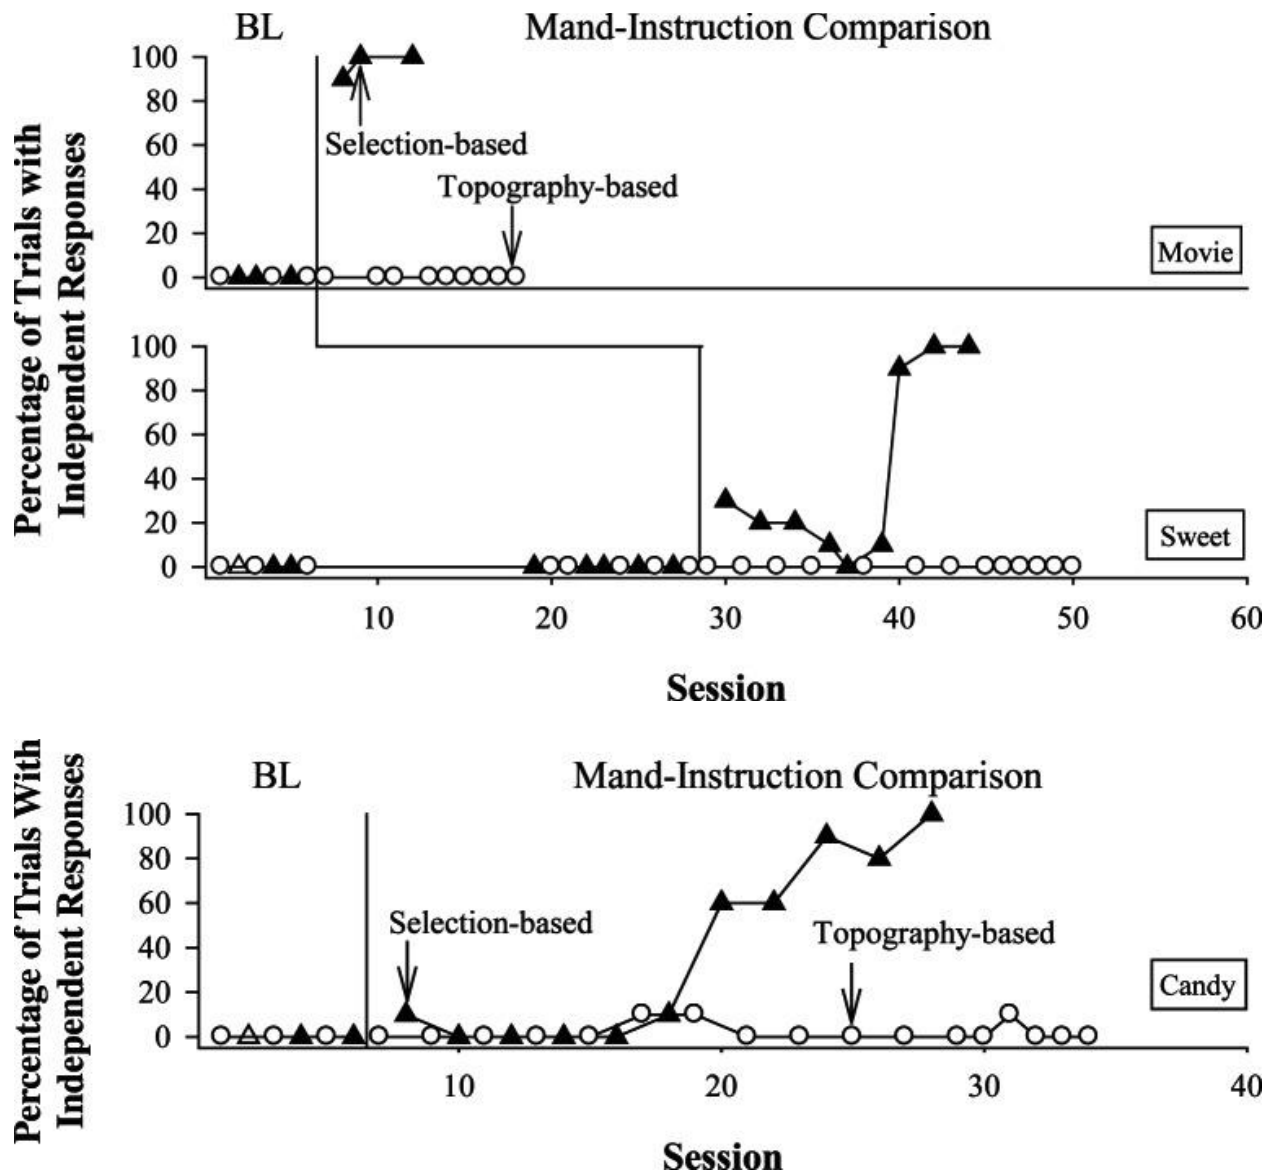 BL Mand-Instruction Comparison
Percentage of Trials with
Independent Responses
100
80
60
40
20
0
Selection-based
Topography-based
Movie
100
80
60
40
20
0
Sweet
10 20 30 40 50 60
Session
BL Mand-Instruction Comparison
Percentage of Trials With
Independent Responses
100
80
60
40
20
0
Selection-based
Topography-based
Candy
10 20 30 40
Session